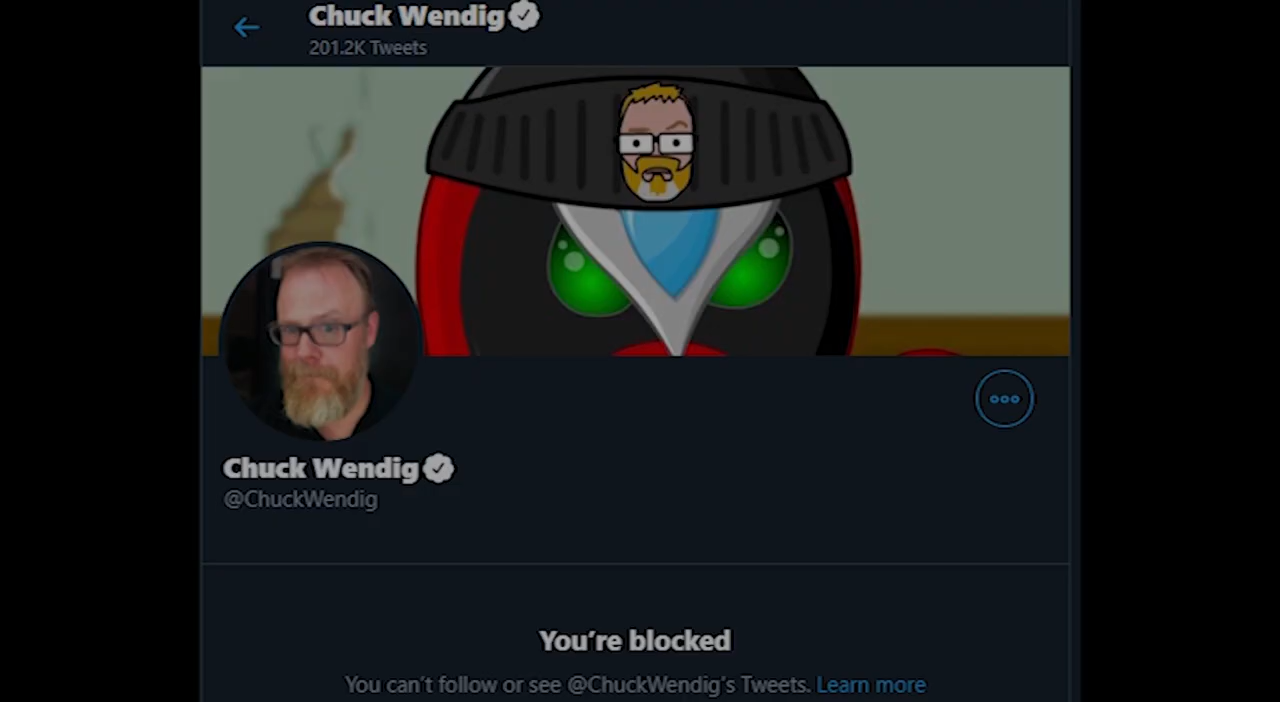 Chuck Wendig
201.2K Tweets
Chuck Wendig
@ChuckWendig
You're blocked
You can't follow or see @ChuckWendig's Tweets. Learn more